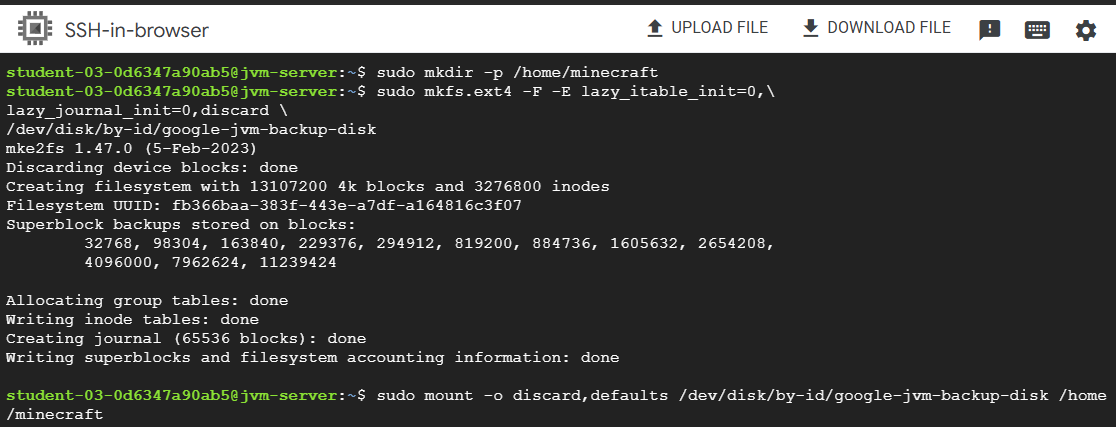 SSH-in-browser
UPLOAD FILE
DOWNLOAD FILE
student-03-0d6347a90ab5@jvm-server:~$ sudo mkdir -p /home/minecraft
student-03-0d6347a90ab5@jvm-server:~$ sudo mkfs.ext4 -F -E lazy_itable_init=0,\
lazy_journal_init=0,discard \
/dev/disk/by-id/google-jvm-backup-disk
mke2fs 1.47.0 (5-Feb-2023)
Discarding device blocks: done
Creating filesystem with 13107200 4k blocks and 3276800 inodes
Filesystem UUID: fb366baa-383f-443e-a7df-a164816c3f07
Superblock backups stored on blocks:
        32768, 98304, 163840, 229376, 294912, 819200, 884736, 1605632, 2654208,
        4096000, 7962624, 11239424
Allocating group tables: done
Writing inode tables: done
Creating journal (65536 blocks): done
Writing superblocks and filesystem accounting information: done
student-03-0d6347a90ab5@jvm-server:~$ sudo mount -o discard,defaults /dev/disk/by-id/google-jvm-backup-disk /home
/minecraft